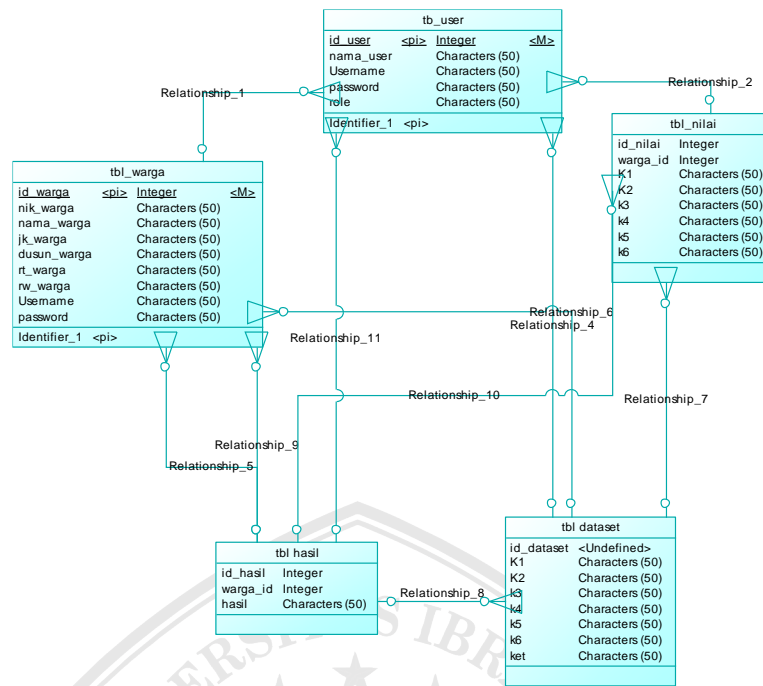 tb_user
id_user <pi> Integer <M>
nama_user Characters (50)
Username Characters (50)
password Characters (50)
role Characters (50)
Identifier_1 <pi>
Relationship_1
Relationship_2
tbl_nilai
id_nilai Integer
warga_id Integer
K1 Characters (50)
K2 Characters (50)
k3 Characters (50)
k4 Characters (50)
k5 Characters (50)
k6 Characters (50)
tbl_warga
id_warga <pi> Integer <M>
nik_warga Characters (50)
nama_warga Characters (50)
jk_warga Characters (50)
dusun_warga Characters (50)
rt_warga Characters (50)
rw_warga Characters (50)
Username Characters (50)
password Characters (50)
Identifier_1 <pi>
Relationship_6
Relationship_4
Relationship_11
Relationship_10
Relationship_7
Relationship_9
Relationship_5
tbl hasil
id_hasil Integer
warga_id Integer
hasil Characters (50)
Relationship_8
tbl dataset
id_dataset <Undefined>
K1 Characters (50)
K2 Characters (50)
k3 Characters (50)
k4 Characters (50)
k5 Characters (50)
k6 Characters (50)
ket Characters (50)